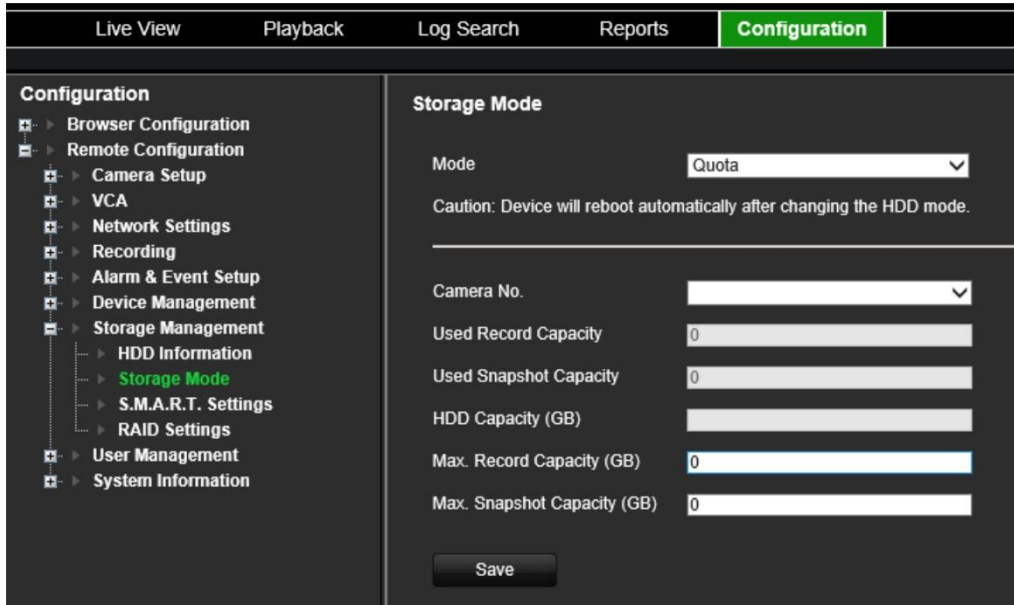 Live View Playback Log Search Reports Configuration
Configuration
Browser Configuration
Remote Configuration
Camera Setup
VCA
Network Settings
Recording
Alarm & Event Setup
Device Management
Storage Management
HDD Information
Storage Mode
S.M.A.R.T. Settings
RAID Settings
User Management
System Information
Storage Mode
Mode Quota
Caution: Device will reboot automatically after changing the HDD mode.
Camera No.
Used Record Capacity 0
Used Snapshot Capacity 0
HDD Capacity (GB)
Max. Record Capacity (GB) 0
Max. Snapshot Capacity (GB) 0
Save